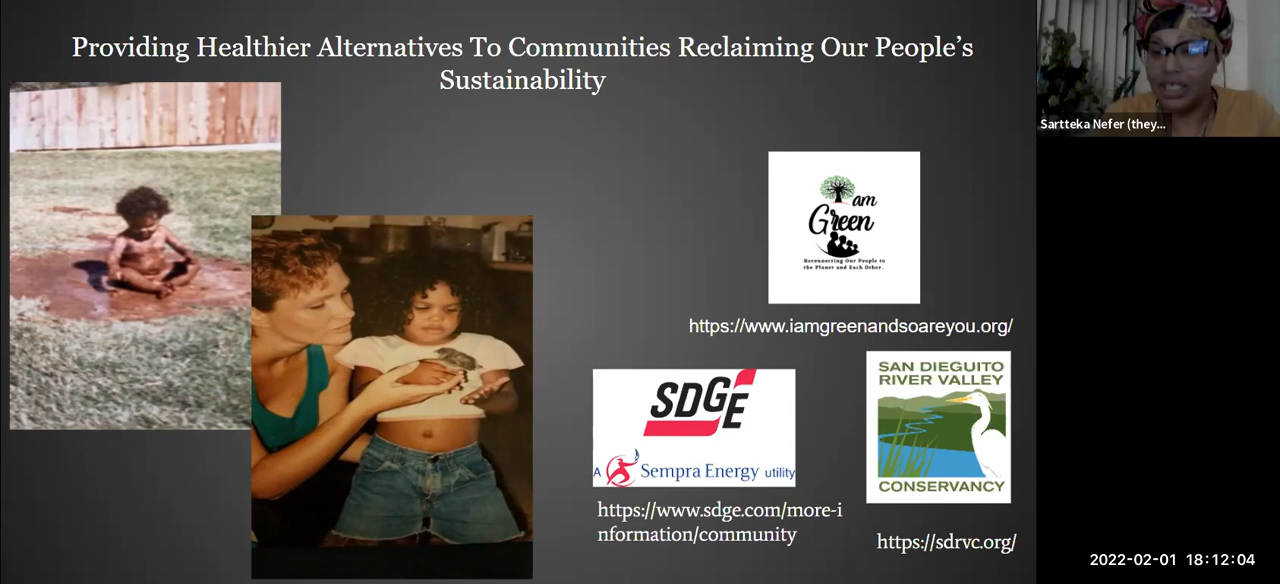 Providing Healthier Alternatives To Communities Reclaiming Our People's
Sustainability
Sartteka Nefer (they...
am
Green
Reconnecting Our People to
the Planet and Each Other.
https://www.iamgreenandsoareyou.org/
SDGE
A Sempra Energy utility
https://www.sdge.com/more-i
nformation/community
SAN DIEGUITO
RIVER VALLEY
CONSERVANCY
https://sdrvc.org/
2022-02-01 18:12:04